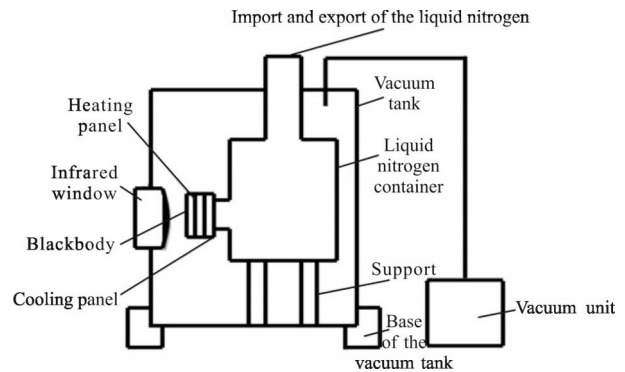 Import and export of the liquid nitrogen
Vacuum
tank
Heating
panel
Liquid
nitrogen
container
Infrared
window
Blackbody
Cooling panel
Support
Base
of the
vacuum tank
Vacuum unit